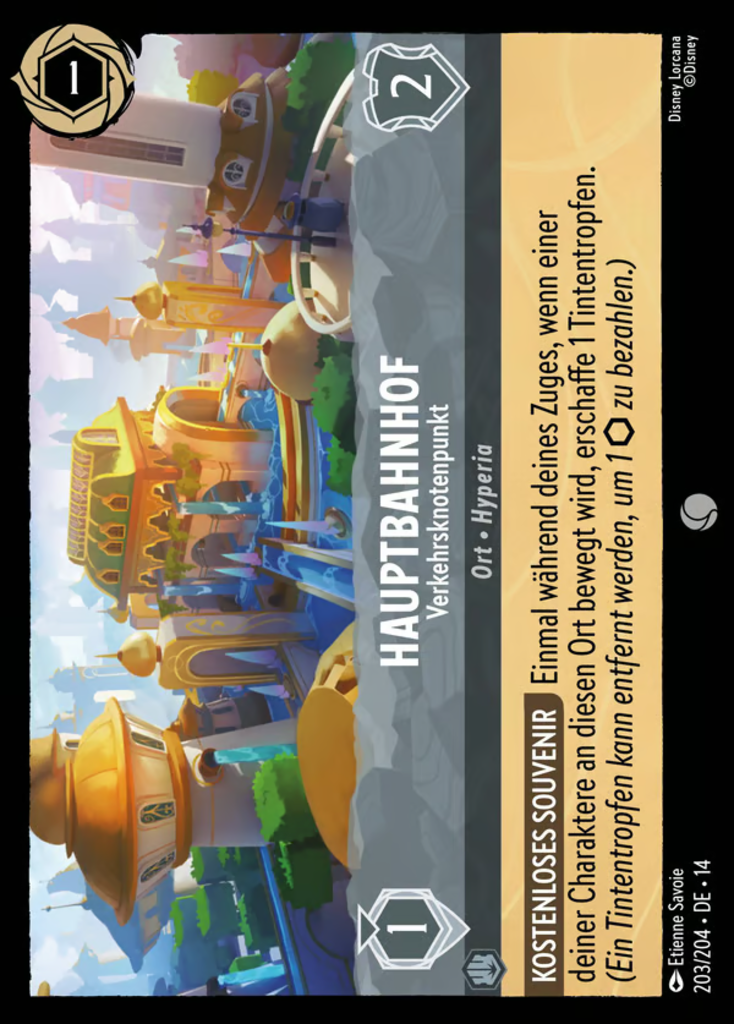 1
2
HAUPTBAHNHOF
Verkehrsknotenpunkt
1
Ort • Hyperia
KOSTENLOSES SOUVENIR Einmal während deines Zuges, wenn einer
deiner Charaktere an diesen Ort bewegt wird, erschaffe 1 Tintentropfen.
(Ein Tintentropfen kann entfernt werden, um 1 ⬡ zu bezahlen.)
Etienne Savoie
203/204 • DE • 14
Disney Lorcana
©Disney